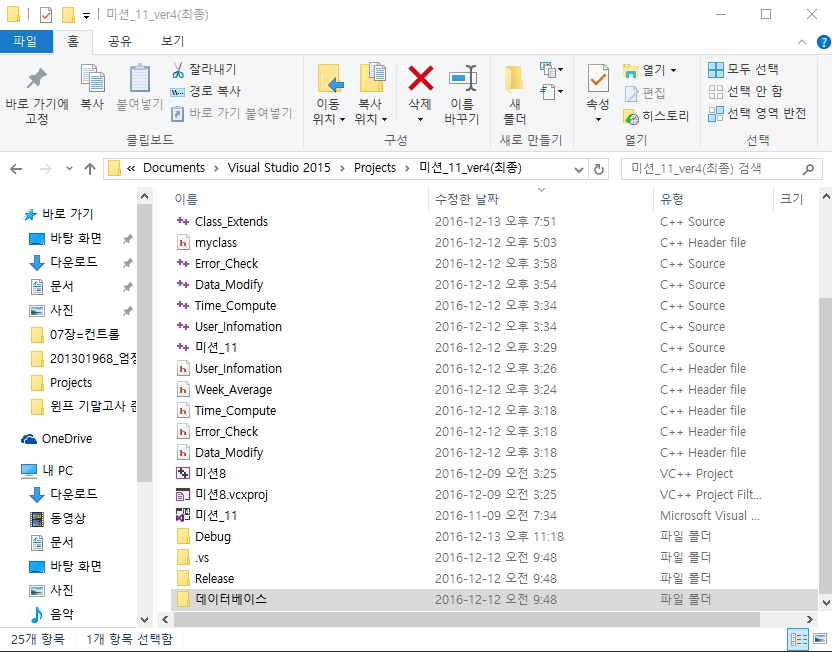 미션_11_ver4(최종)
파일 홈 공유 보기
바로 가기에 고정
복사
붙여넣기
잘라내기
경로 복사
바로 가기 붙여넣기
클립보드
이동 위치
복사 위치
삭제
이름 바꾸기
구성
새 폴더
새로 만들기
속성
열기
편집
히스토리
열기
모두 선택
선택 안 함
선택 영역 반전
선택
« Documents › Visual Studio 2015 › Projects › 미션_11_ver4(최종)
미션_11_ver4(최종) 검색
바로 가기
바탕 화면
다운로드
문서
사진
07장=컨트롤
201301968_엄정
Projects
윈프 기말고사 준
OneDrive
내 PC
다운로드
동영상
문서
바탕 화면
사진
음악
이름 수정한 날짜 유형 크기
Class_Extends 2016-12-13 오후 7:51 C++ Source
myclass 2016-12-12 오후 5:03 C++ Header file
Error_Check 2016-12-12 오후 3:58 C++ Source
Data_Modify 2016-12-12 오후 3:54 C++ Source
Time_Compute 2016-12-12 오후 3:34 C++ Source
User_Infomation 2016-12-12 오후 3:34 C++ Source
미션_11 2016-12-12 오후 3:29 C++ Source
User_Infomation 2016-12-12 오후 3:26 C++ Header file
Week_Average 2016-12-12 오후 3:24 C++ Header file
Time_Compute 2016-12-12 오후 3:18 C++ Header file
Error_Check 2016-12-12 오후 3:18 C++ Header file
Data_Modify 2016-12-12 오후 3:18 C++ Header file
미션8 2016-12-09 오전 3:25 VC++ Project
미션8.vcxproj 2016-12-09 오전 3:25 VC++ Project Filt...
미션_11 2016-11-09 오전 7:34 Microsoft Visual ...
Debug 2016-12-13 오후 11:18 파일 폴더
.vs 2016-12-12 오전 9:48 파일 폴더
Release 2016-12-12 오전 9:48 파일 폴더
데이터베이스 2016-12-12 오전 9:48 파일 폴더
25개 항목 1개 항목 선택함